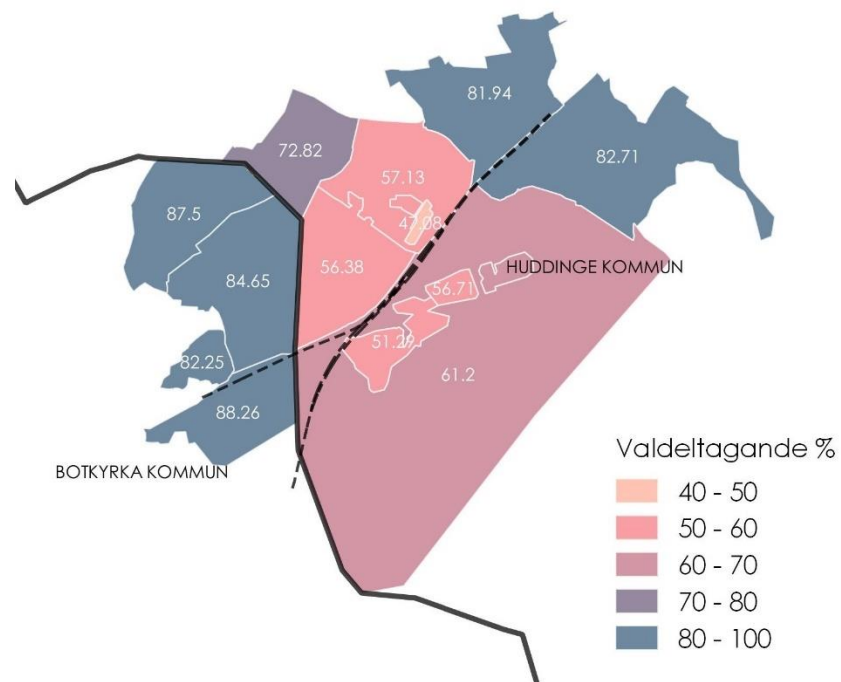 81.94
82.71
72.82
57.13
87.5
47.08
56.38
84.65
HUDDINGE KOMMUN
56.71
51.29
82.25
61.2
88.26
BOTKYRKA KOMMUN
Valdeltagande %
40 - 50
50 - 60
60 - 70
70 - 80
80 - 100